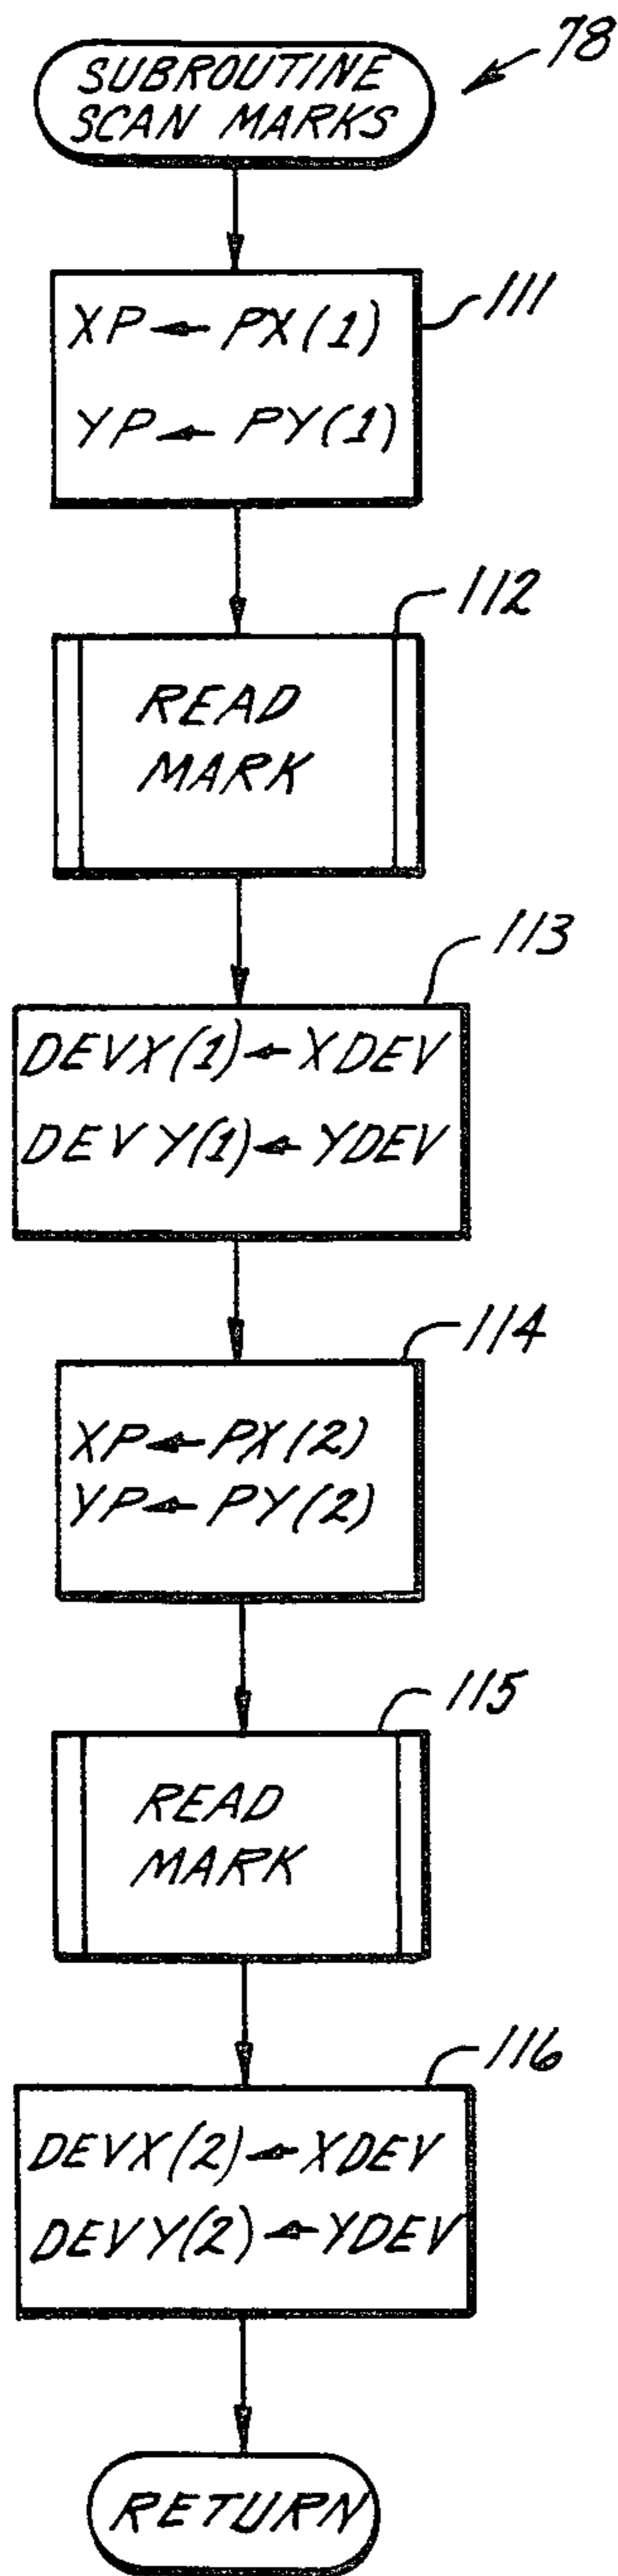 78
SUBROUTINE
SCAN MARKS
111
XP ← PX(1)
YP ← PY(1)
112
READ
MARK
113
DEVX(1) ← XDEV
DEVY(1) ← YDEV
114
XP ← PX(2)
YP ← PY(2)
115
READ
MARK
116
DEVX(2) ← XDEV
DEVY(2) ← YDEV
RETURN